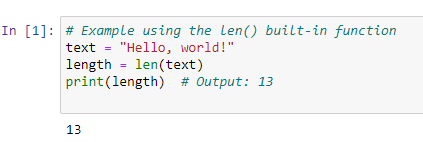 In [1]: # Example using the len() built-in function
text = "Hello, world!"
length = len(text)
print(length)  # Output: 13
13